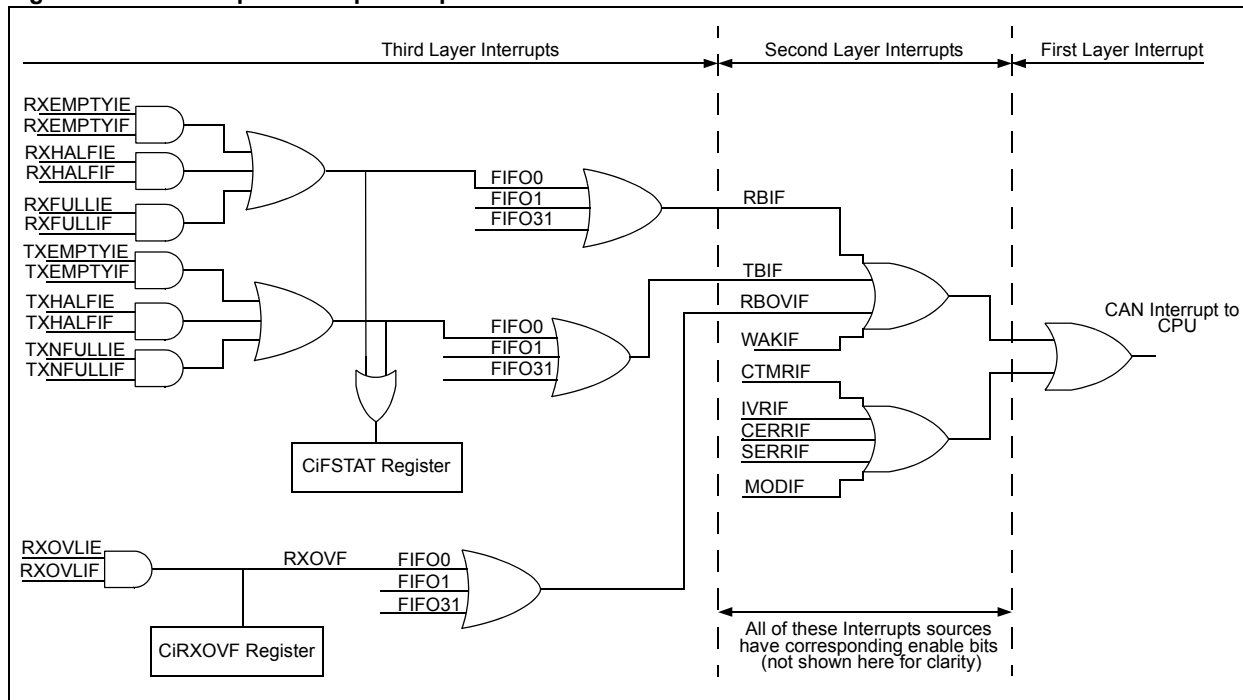 Third Layer Interrupts
Second Layer Interrupts
First Layer Interrupt
RXEMPTYIE
RXEMPTYIF
RXHALFIE
RXHALFIF
RXFULLIE
RXFULLIF
TXEMPTYIE
TXEMPTYIF
TXHALFIE
TXHALFIF
TXNFULLIE
TXNFULLIF
FIFO0
FIFO1
FIFO31
FIFO0
FIFO1
FIFO31
CiFSTAT Register
RXOVLIE
RXOVLIF
RXOVF
FIFO0
FIFO1
FIFO31
CiRXOVF Register
RBIF
TBIF
RBOVIF
WAKIF
CTMRIF
IVRIF
CERRIF
SERRIF
MODIF
CAN Interrupt to
CPU
All of these Interrupts sources
have corresponding enable bits
(not shown here for clarity)